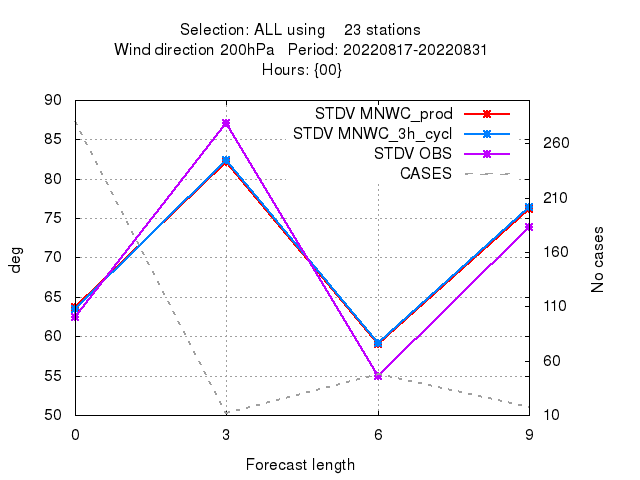 Selection: ALL using 23 stations
Wind direction 200hPa Period: 20220817-20220831
Hours: {00}
STDV MNWC_prod
STDV MNWC_3h_cycl
STDV OBS
CASES
90
85
80
75
70
65
60
55
50
deg
260
210
160
110
60
10
No cases
0 3 6 9
Forecast length